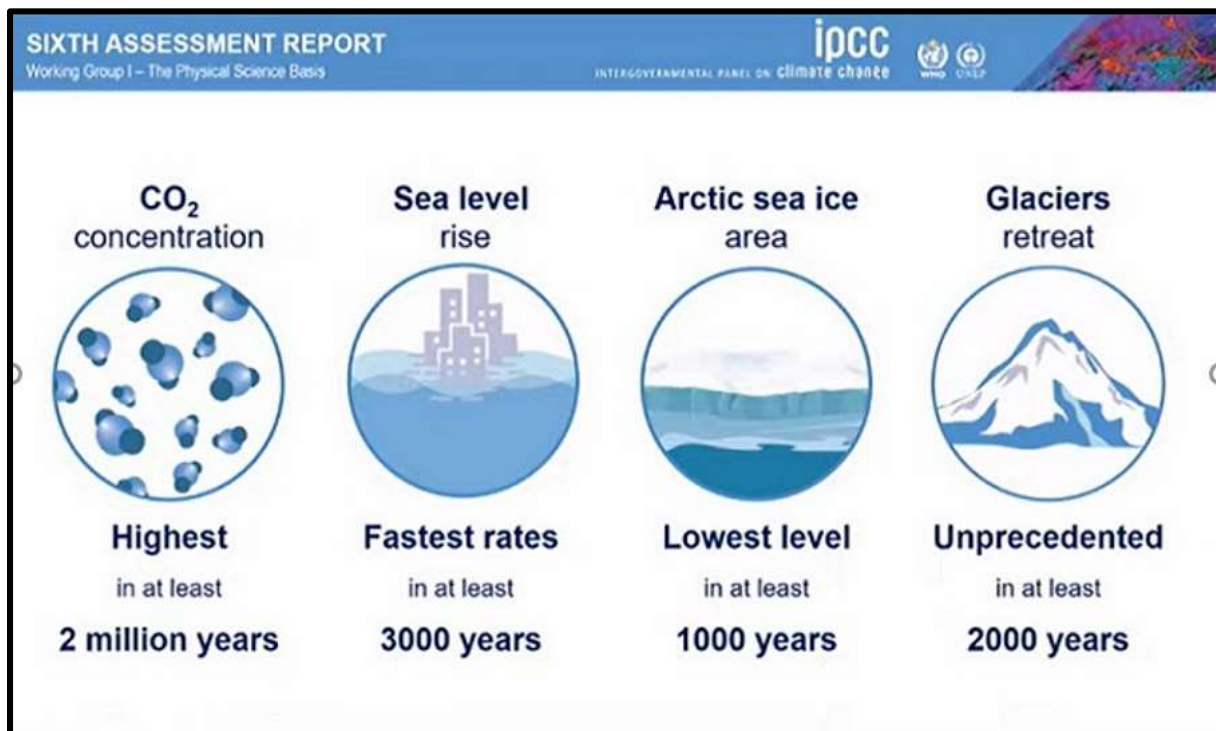 SIXTH ASSESSMENT REPORT
Working Group I – The Physical Science Basis
ipcc
INTERGOVERNMENTAL PANEL ON climate change
WMO
UNEP
CO₂
concentration
Highest
in at least
2 million years
Sea level
rise
Fastest rates
in at least
3000 years
Arctic sea ice
area
Lowest level
in at least
1000 years
Glaciers
retreat
Unprecedented
in at least
2000 years